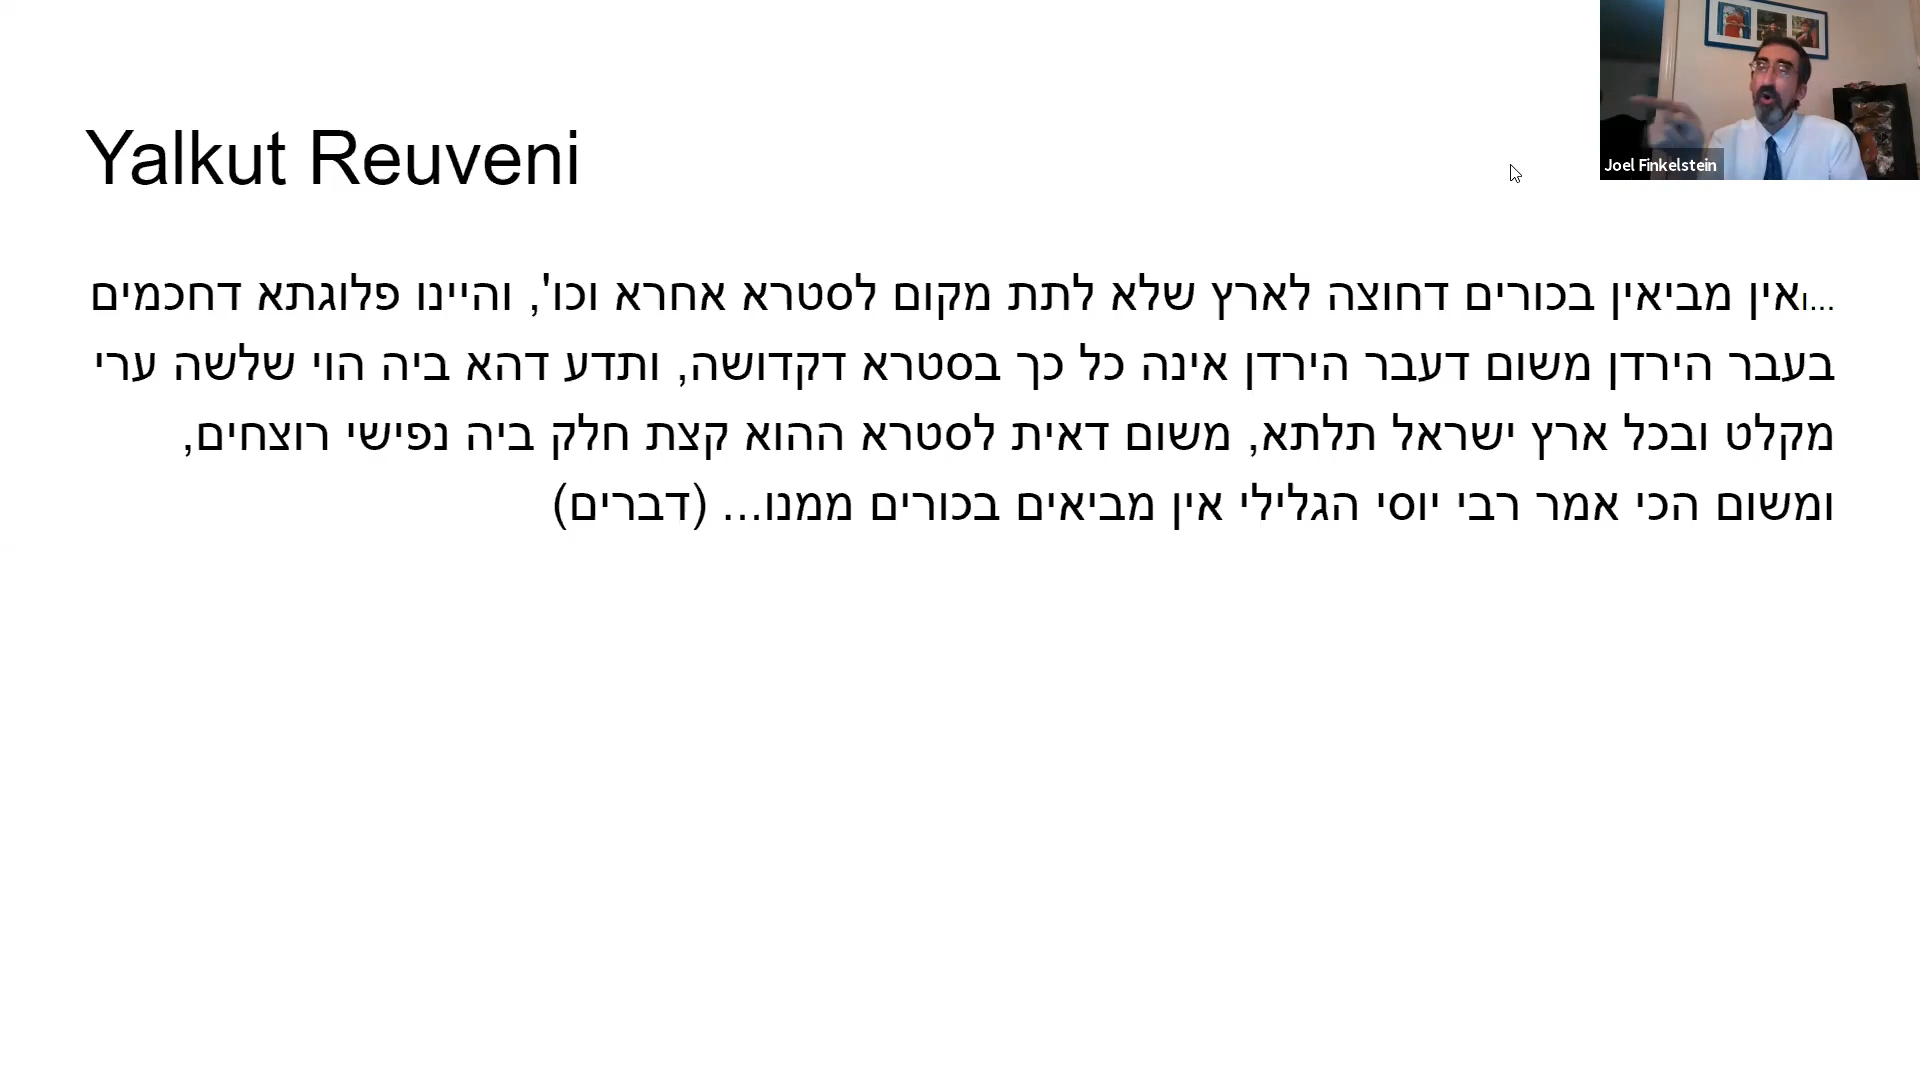 Yalkut Reuveni
Joel Finkelstein
...ואין מביאין בכורים דחוצה לארץ שלא לתת מקום לסטרא אחרא וכו', והיינו פלוגתא דחכמים
בעבר הירדן משום דעבר הירדן אינה כל כך בסטרא דקדושה, ותדע דהא ביה הוי שלשה ערי
מקלט ובכל ארץ ישראל תלתא, משום דאית לסטרא ההוא קצת חלק ביה נפישי רוצחים,
ומשום הכי אמר רבי יוסי הגלילי אין מביאים בכורים ממנו... (דברים)